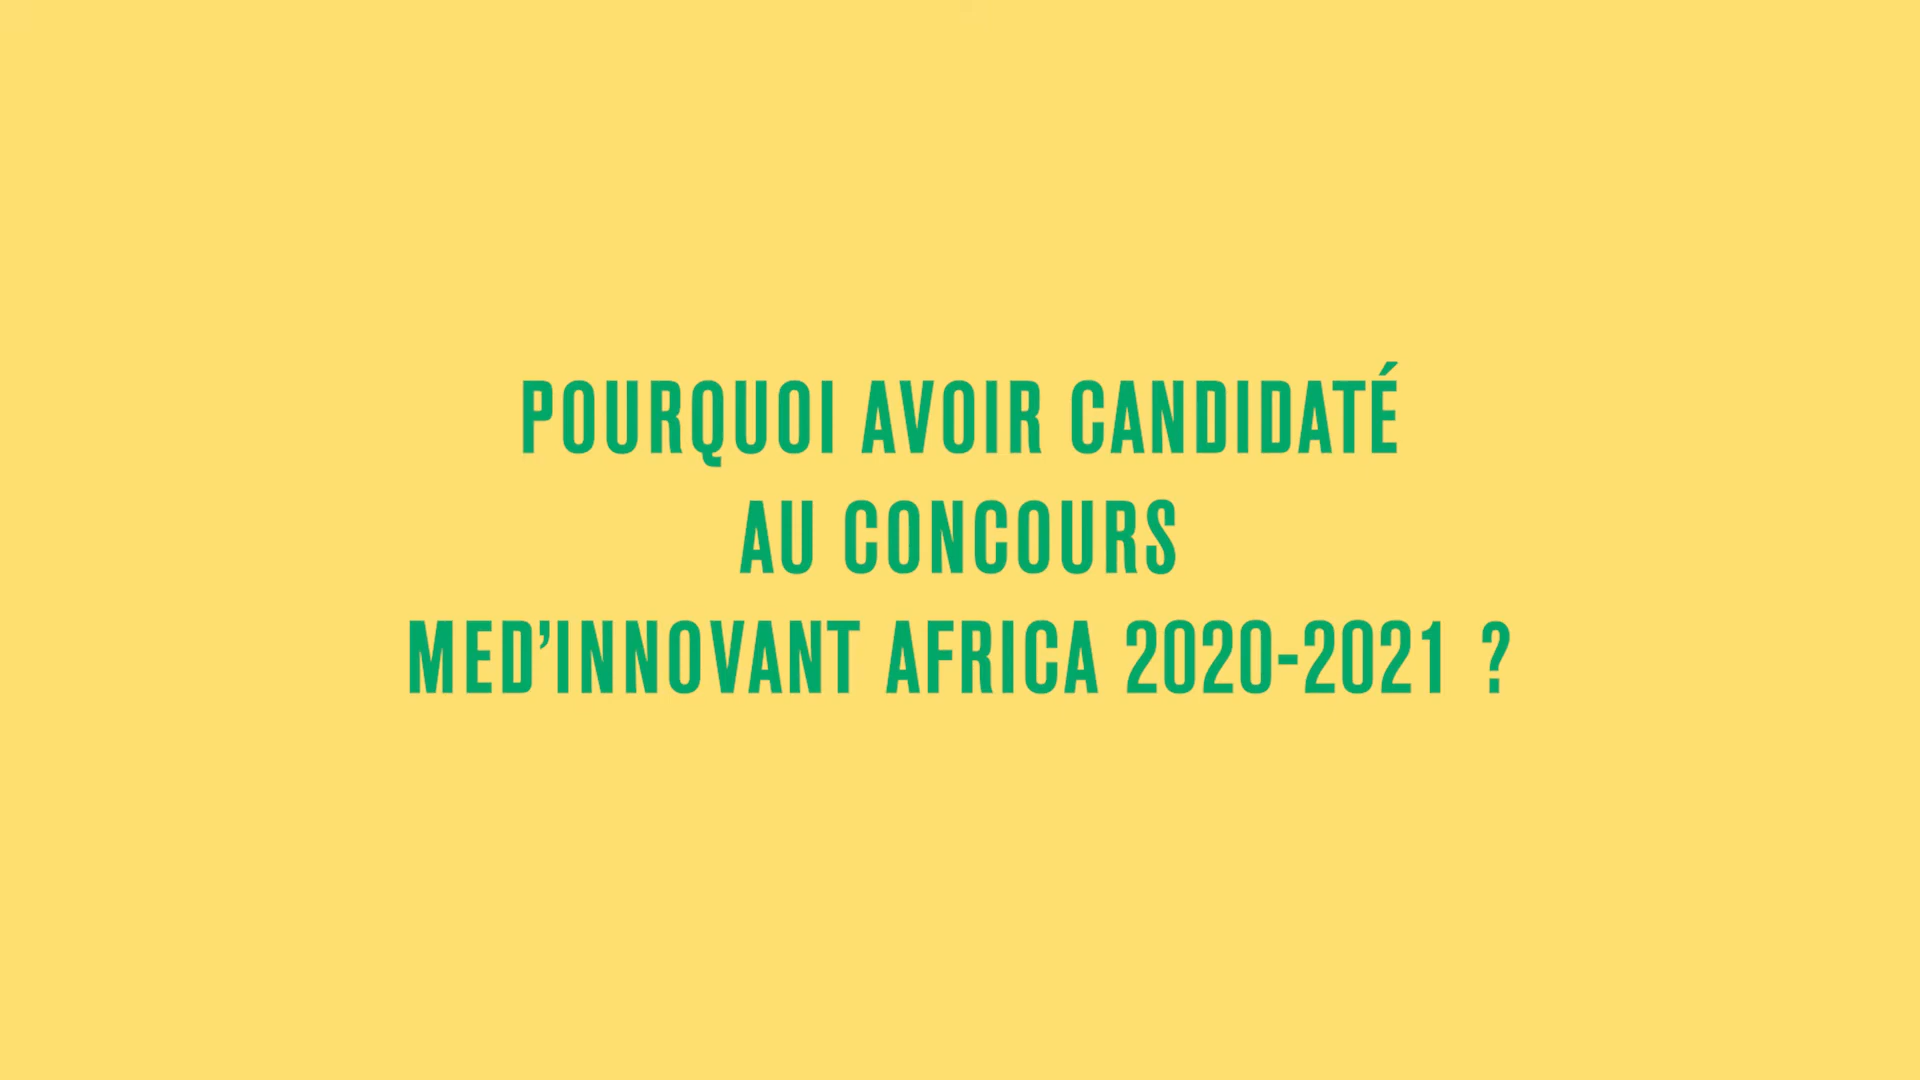 POURQUOI AVOIR CANDIDATÉ
AU CONCOURS
MED’INNOVANT AFRICA 2020-2021 ?